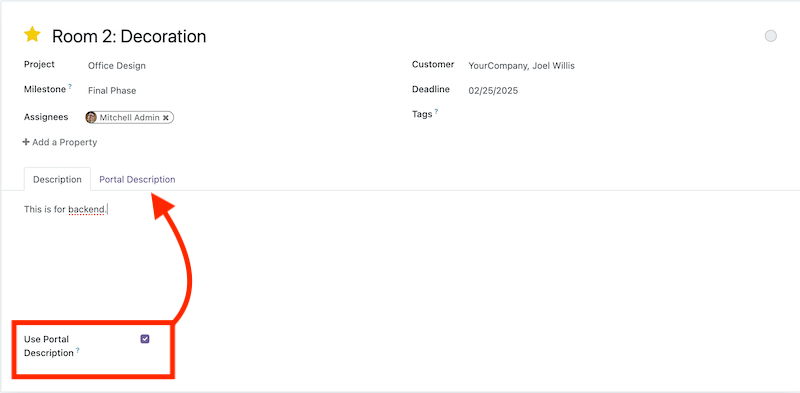 Room 2: Decoration
Project Office Design
Customer YourCompany, Joel Willis
Milestone ? Final Phase
Deadline 02/25/2025
Assignees Mitchell Admin ×
Tags ?
+ Add a Property
Description Portal Description
This is for backend.
Use Portal
Description ?